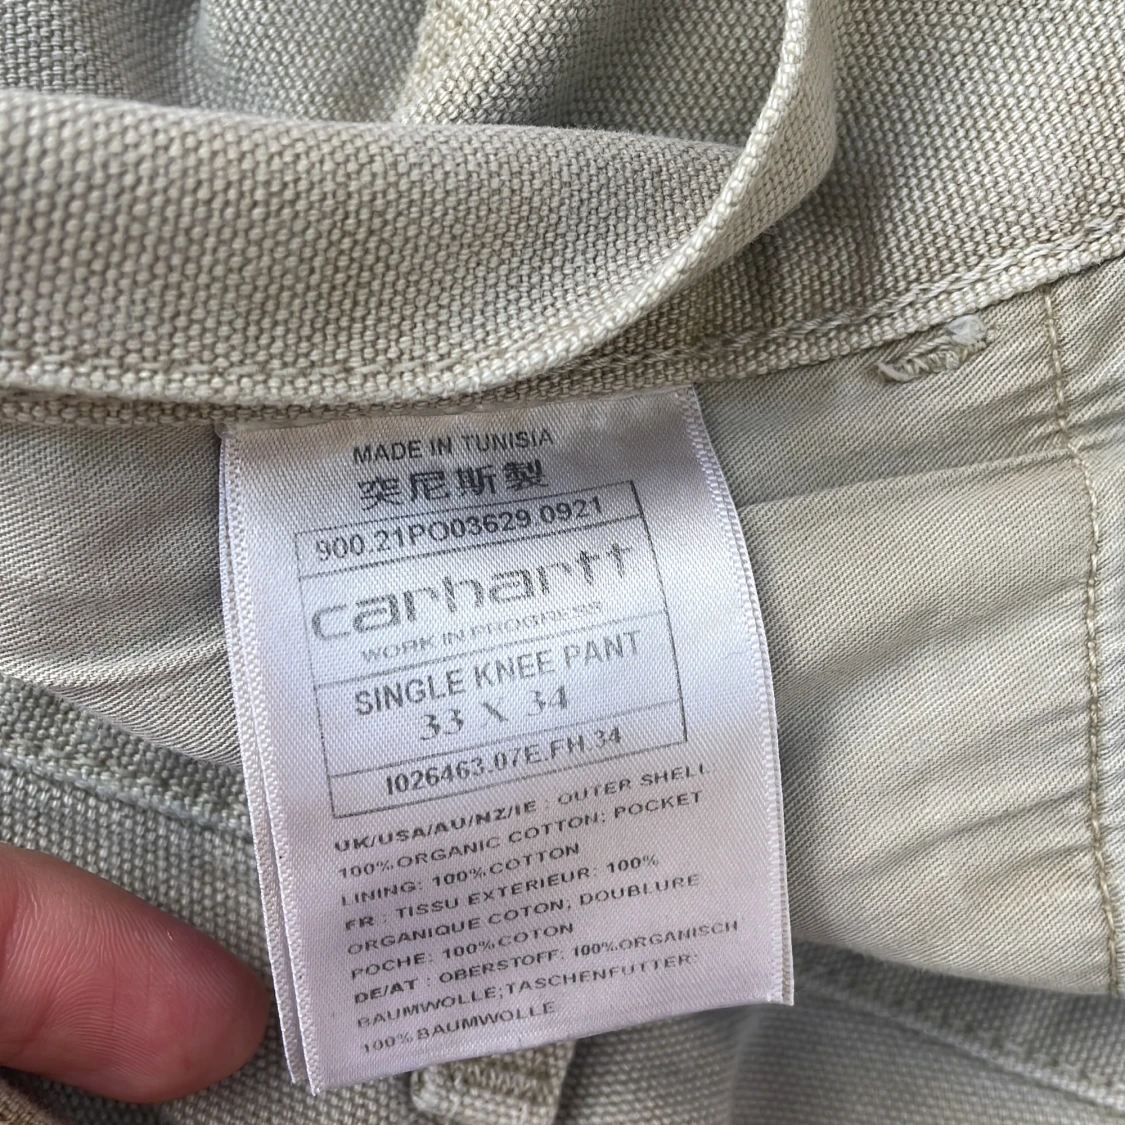 MADE IN TUNISIA
突尼斯製
900.21PO03629 0921
carhartt
WORK IN PROGRESS
SINGLE KNEE PANT
33 X 34
I026463.07E.FH.34
UK/USA/AU/NZ/IE : OUTER SHELL:
100%ORGANIC COTTON; POCKET
LINING: 100%COTTON
FR : TISSU EXTERIEUR: 100%
ORGANIQUE COTON, DOUBLURE
POCHE: 100%COTON
DE/AT : OBERSTOFF: 100%ORGANISCH
BAUMWOLLE;TASCHENFUTTER:
100%BAUMWOLLE